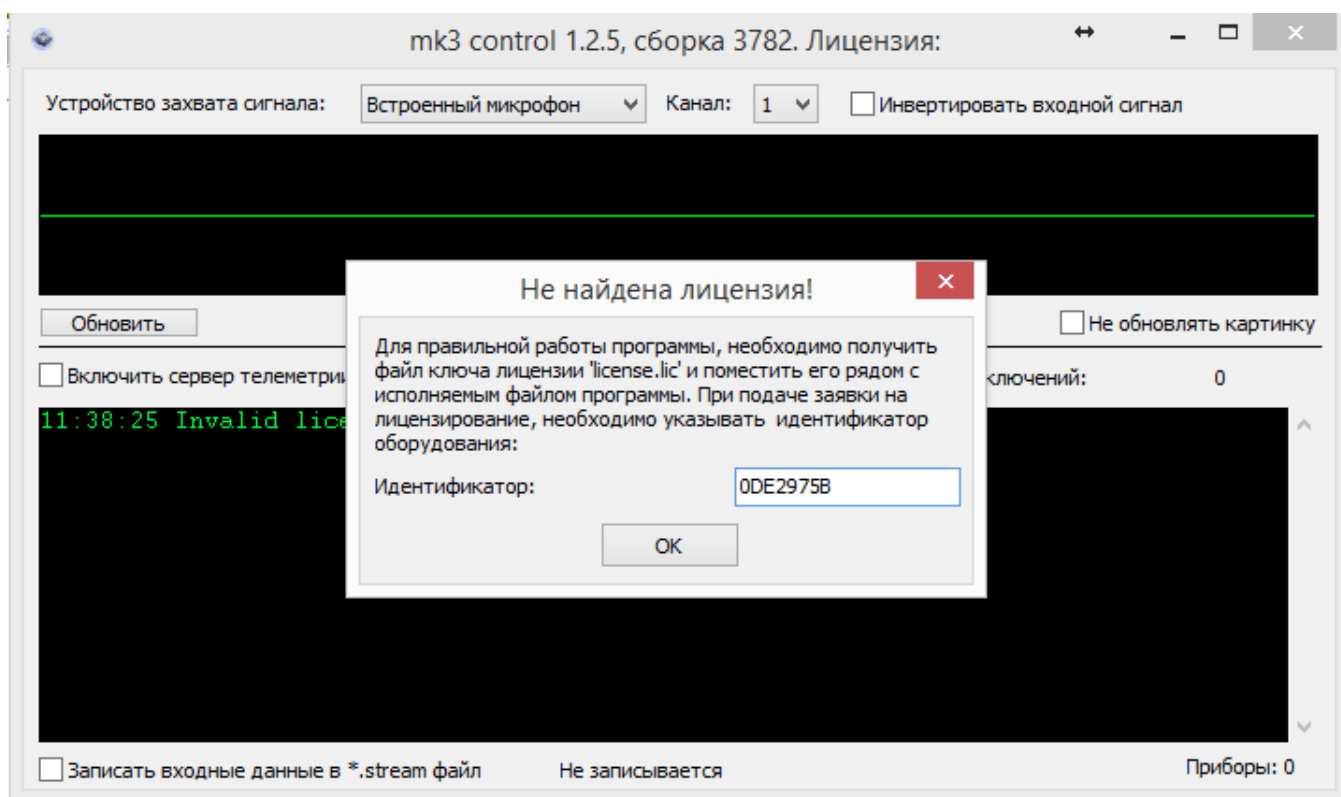 mk3 control 1.2.5, сборка 3782. Лицензия:
Устройство захвата сигнала: Встроенный микрофон Канал: 1 Инвертировать входной сигнал
Не найдена лицензия!
Обновить Не обновлять картинку
Для правильной работы программы, необходимо получить
файл ключа лицензии 'license.lic' и поместить его рядом с
исполняемым файлом программы. При подаче заявки на
лицензирование, необходимо указывать идентификатор
оборудования:
Включить сервер телеметрии ключений: 0
11:38:25 Invalid lice
Идентификатор: 0DE2975B
OK
Записать входные данные в *.stream файл Не записывается Приборы: 0